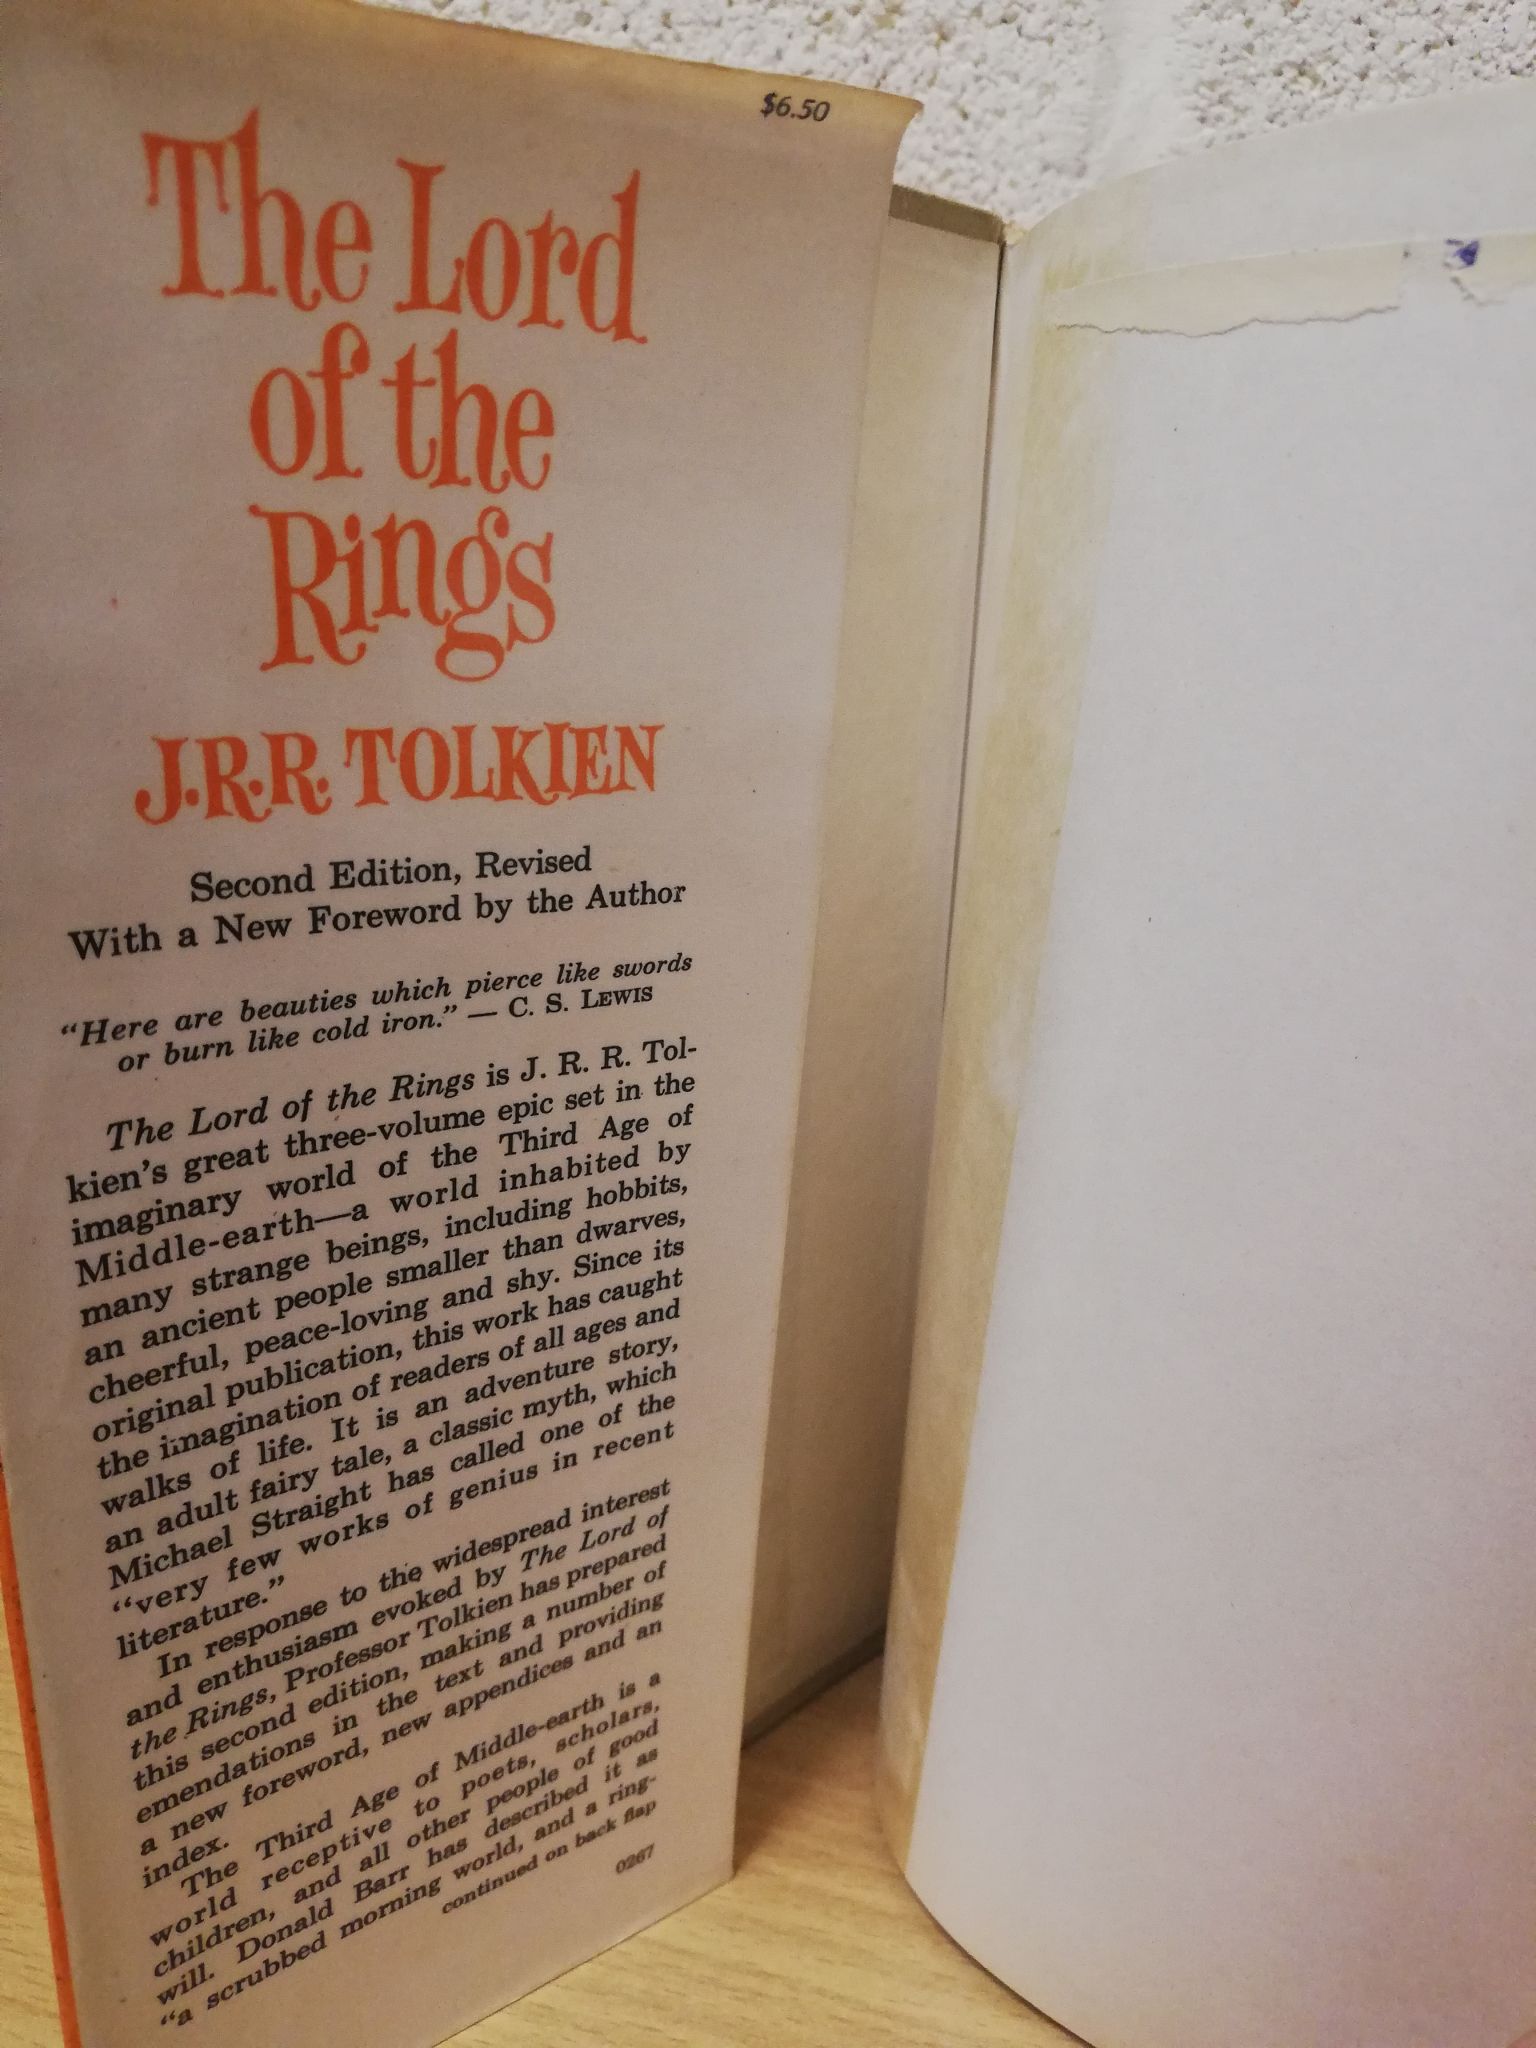 $6.50
The Lord
of the
Rings
J.R.R. TOLKIEN
Second Edition, Revised
With a New Foreword by the Author
“Here are beauties which pierce like swords
or burn like cold iron.” — C. S. LEWIS
The Lord of the Rings is J. R. R. Tol-
kien’s great three-volume epic set in the
imaginary world of the Third Age of
Middle-earth—a world inhabited by
many strange beings, including hobbits,
an ancient people smaller than dwarves,
cheerful, peace-loving and shy. Since its
original publication, this work has caught
the imagination of readers of all ages and
walks of life. It is an adventure story,
an adult fairy tale, a classic myth, which
Michael Straight has called one of the
“very few works of genius in recent
literature.”
In response to the widespread interest
and enthusiasm evoked by The Lord of
the Rings, Professor Tolkien has prepared
this second edition, making a number of
emendations in the text and providing
a new foreword, new appendices and an
index.
The Third Age of Middle-earth is a
world receptive to poets, scholars,
children, and all other people of good
will. Donald Barr has described it as
“a scrubbed morning world, and a ring-
continued on back flap
0267